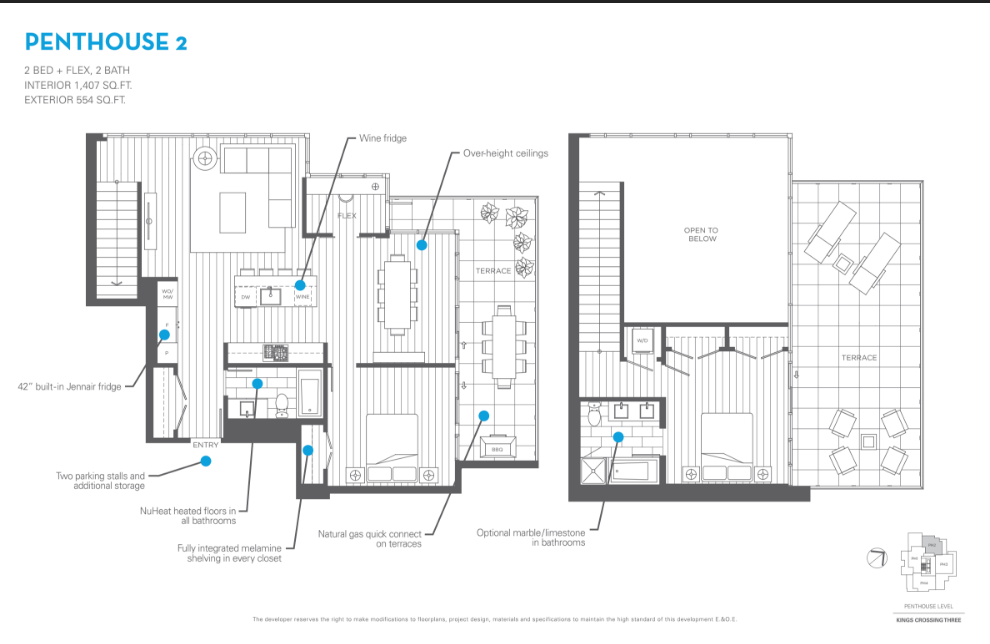 PENTHOUSE 2
2 BED + FLEX, 2 BATH
INTERIOR 1,407 SQ.FT.
EXTERIOR 554 SQ.FT.
Wine fridge
Over-height ceilings
FLEX
TERRACE
WO/
MW
F
P
DW
WINE
42" built-in Jennair fridge
ENTRY
BBQ
Two parking stalls and
additional storage
NuHeat heated floors in
all bathrooms
Fully integrated melamine
shelving in every closet
Natural gas quick connect
on terraces
Optional marble/limestone
in bathrooms
OPEN TO
BELOW
W/D
TERRACE
PENTHOUSE LEVEL
KINGS CROSSING THREE
The developer reserves the right to make modifications to floorplans, project design, materials and specifications to maintain the high standard of this development E.&O.E.